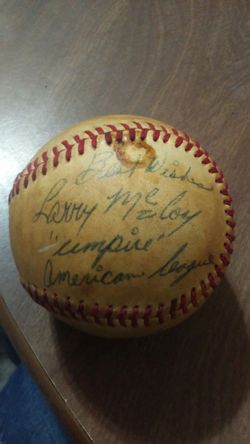 Best Wishes
Larry McCoy
"umpire"
American League